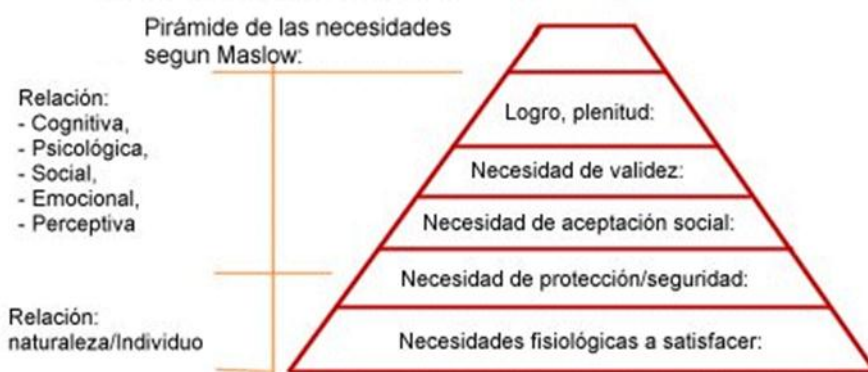 Pirámide de las necesidades
segun Maslow:
Relación:
- Cognitiva,
- Psicológica,
- Social,
- Emocional,
- Perceptiva
Relación:
naturaleza/Individuo
Logro, plenitud:
Necesidad de validez:
Necesidad de aceptación social:
Necesidad de protección/seguridad:
Necesidades fisiológicas a satisfacer: